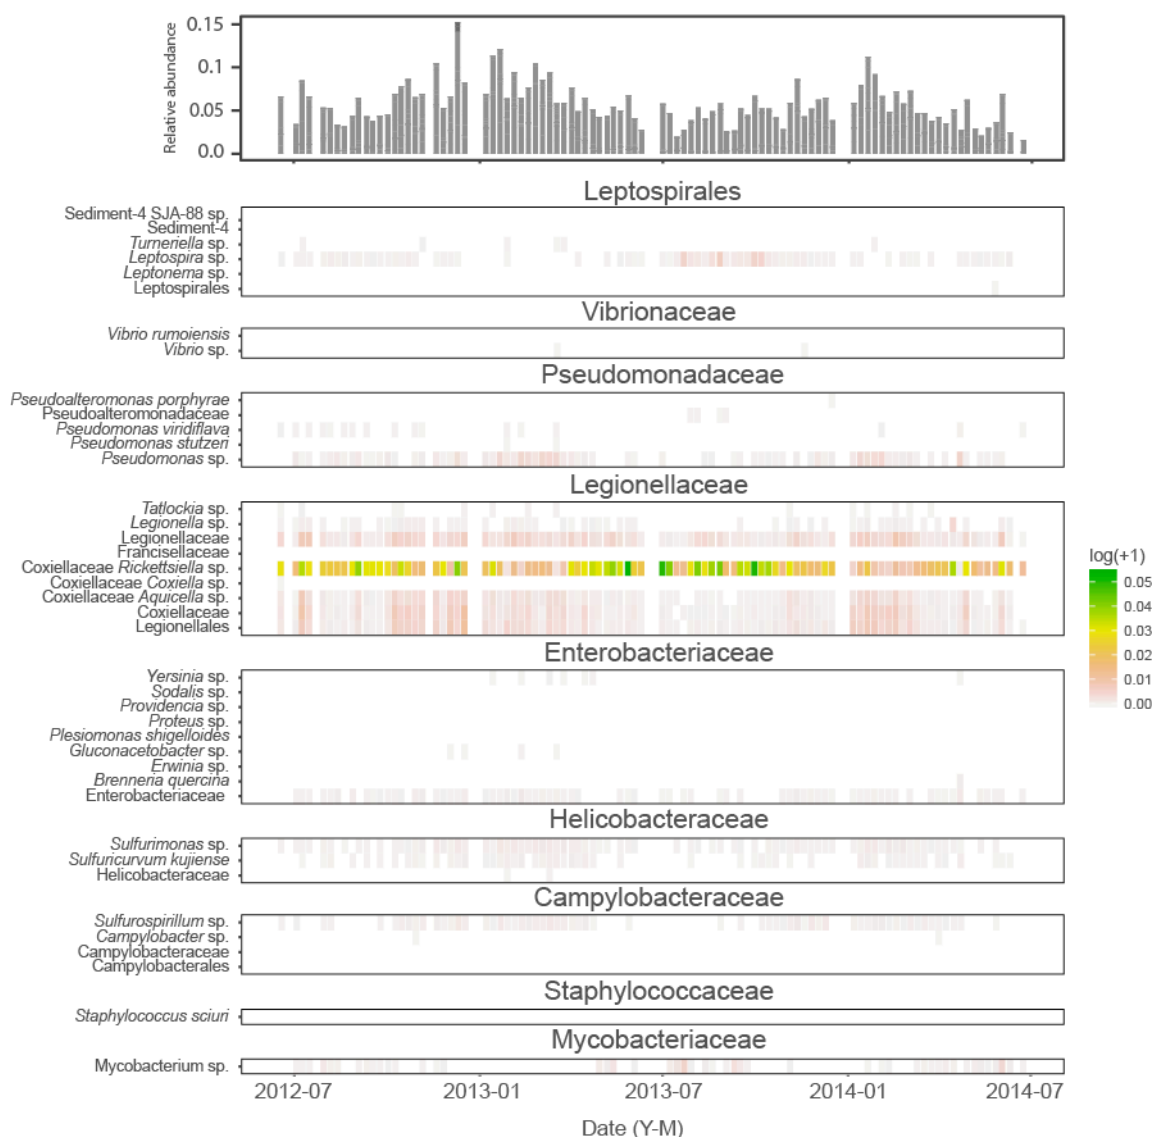 0.15
0.1
0.05
0.0
Relative abundance
Leptospirales
Sediment-4 SJA-88 sp.
Sediment-4
Turneriella sp.
Leptospira sp.
Leptonema sp.
Leptospirales
Vibrionaceae
Vibrio rumoiensis
Vibrio sp.
Pseudomonadaceae
Pseudoalteromonas porphyrae
Pseudoalteromonadaceae
Pseudomonas viridiflava
Pseudomonas stutzeri
Pseudomonas sp.
Legionellaceae
Tatlockia sp.
Legionella sp.
Legionellaceae
Francisellaceae
Coxiellaceae Rickettsiella sp.
Coxiellaceae Coxiella sp.
Coxiellaceae Aquicella sp.
Coxiellaceae
Legionellales
log(+1)
0.05
0.04
0.03
0.02
0.01
0.00
Enterobacteriaceae
Yersinia sp.
Sodalis sp.
Providencia sp.
Proteus sp.
Plesiomonas shigelloides
Gluconacetobacter sp.
Erwinia sp.
Brenneria quercina
Enterobacteriaceae
Helicobacteraceae
Sulfurimonas sp.
Sulfuricurvum kujiense
Helicobacteraceae
Campylobacteraceae
Sulfurospirillum sp.
Campylobacter sp.
Campylobacteraceae
Campylobacterales
Staphylococcaceae
Staphylococcus sciuri
Mycobacteriaceae
Mycobacterium sp.
2012-07 2013-01 2013-07 2014-01 2014-07
Date (Y-M)